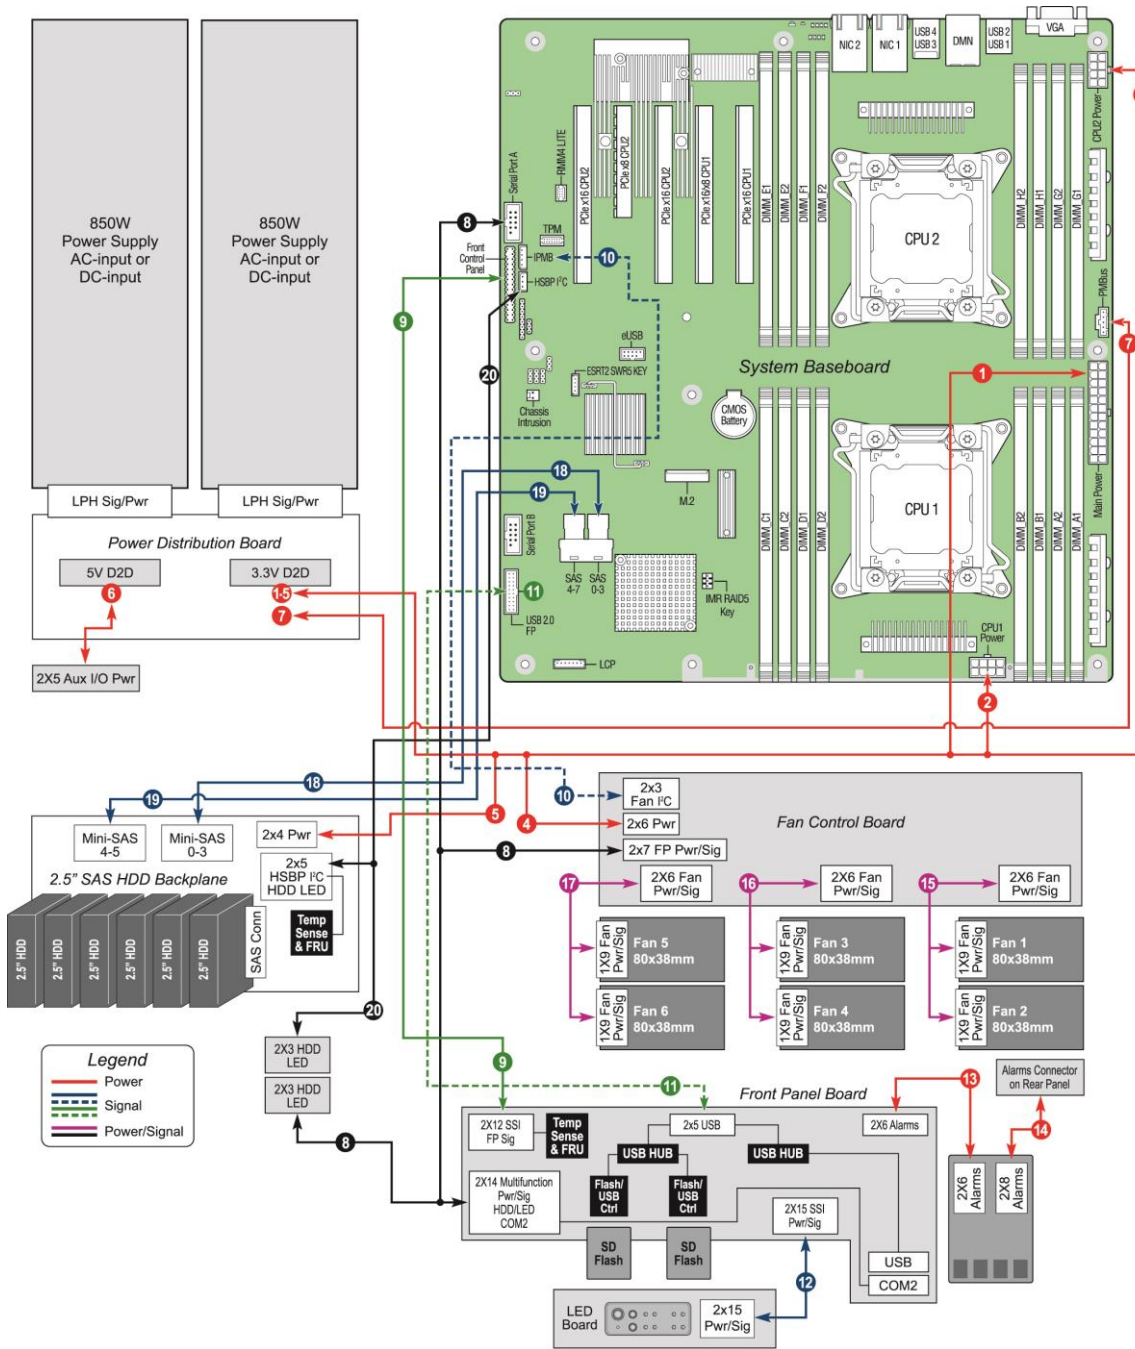 850W
Power Supply
AC-input or
DC-input
850W
Power Supply
AC-input or
DC-input
LPH Sig/Pwr
LPH Sig/Pwr
Power Distribution Board
5V D2D
3.3V D2D
6
1-5
7
2X5 Aux I/O Pwr
NIC 2
NIC 1
USB 4
USB 3
DMN
USB 2
USB 1
VGA
CPU2 Power
Serial Port A
RMM4 LITE
PCIe x16 CPU2
PCIe x8 CPU2
PCIe x16 CPU2
PCIe x16/x8 CPU1
PCIe x16 CPU1
DIMM_E1
DIMM_E2
DIMM_F1
DIMM_F2
CPU 2
DIMM_H2
DIMM_H1
DIMM_G2
DIMM_G1
8
TPM
Front
Control
Panel
IPMB
10
HSBP I²C
PMBus
9
7
eUSB
20
ESRT2 SWR5 KEY
System Baseboard
1
Chassis
Intrusion
CMOS
Battery
18
19
M.2
CPU 1
Main Power
DIMM_C1
DIMM_C2
DIMM_D1
DIMM_D2
DIMM_B2
DIMM_B1
DIMM_A2
DIMM_A1
Serial Port B
SAS
4-7
SAS
0-3
11
IMR RAID5
Key
USB 2.0
FP
CPU1
Power
LCP
2
18
19
5
4
10
2x3
Fan I²C
Fan Control Board
2x6 Pwr
8
2x7 FP Pwr/Sig
Mini-SAS
4-5
Mini-SAS
0-3
2x4 Pwr
2x5
HSBP I²C
HDD LED
2.5" SAS HDD Backplane
Temp
Sense
& FRU
SAS Conn
2.5" HDD
2.5" HDD
2.5" HDD
2.5" HDD
2.5" HDD
2.5" HDD
17
2X6 Fan
Pwr/Sig
16
2X6 Fan
Pwr/Sig
15
2X6 Fan
Pwr/Sig
1X9 Fan
Pwr/Sig
Fan 5
80x38mm
1X9 Fan
Pwr/Sig
Fan 3
80x38mm
1X9 Fan
Pwr/Sig
Fan 1
80x38mm
1X9 Fan
Pwr/Sig
Fan 6
80x38mm
1X9 Fan
Pwr/Sig
Fan 4
80x38mm
1X9 Fan
Pwr/Sig
Fan 2
80x38mm
20
2X3 HDD
LED
2X3 HDD
LED
8
Legend
Power
Signal
Power/Signal
9
11
Front Panel Board
13
Alarms Connector
on Rear Panel
14
2X12 SSI
FP Sig
Temp
Sense
& FRU
2x5 USB
2X6 Alarms
USB HUB
USB HUB
2X14 Multifunction
Pwr/Sig
HDD/LED
COM2
Flash/
USB
Ctrl
Flash/
USB
Ctrl
2X15 SSI
Pwr/Sig
2X6
Alarms
2X8
Alarms
SD
Flash
SD
Flash
USB
COM2
12
LED
Board
2x15
Pwr/Sig